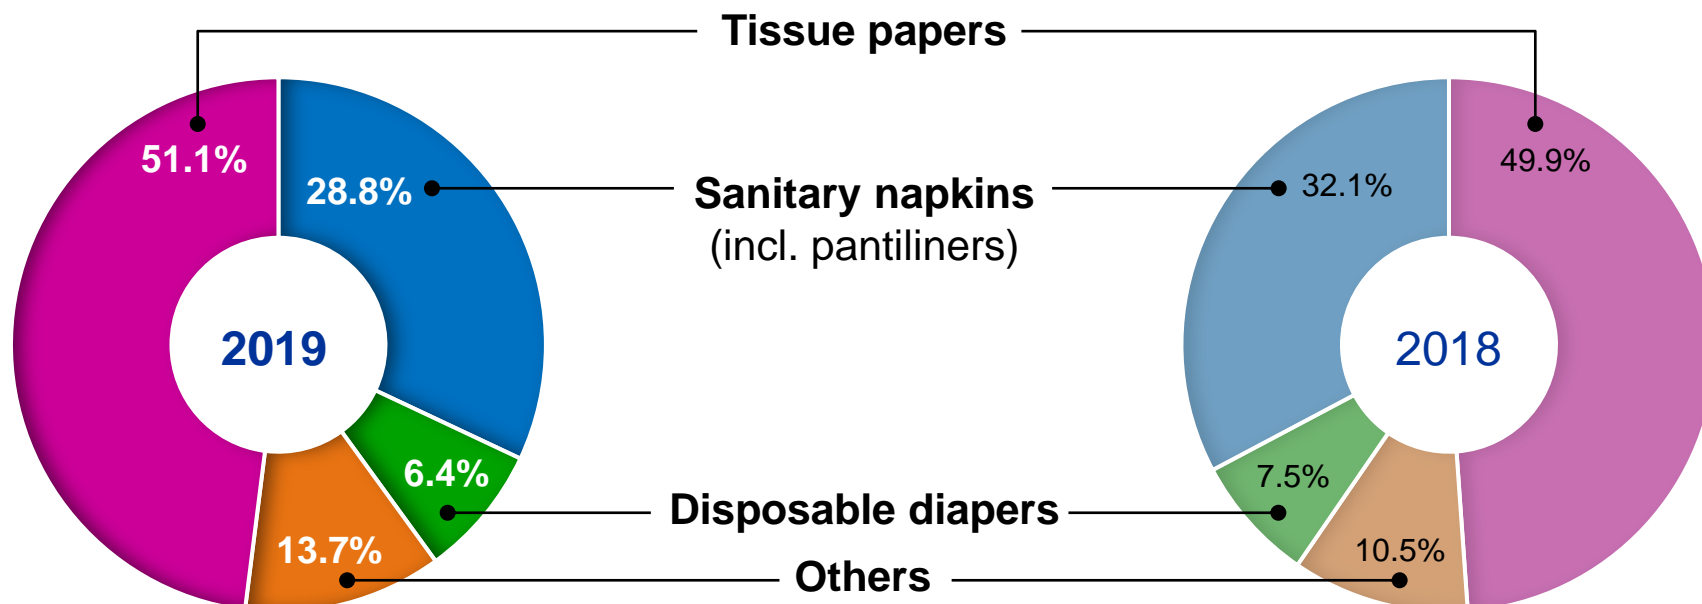 Tissue papers
51.1%
49.9%
28.8%
Sanitary napkins
(incl. pantiliners)
32.1%
2019
2018
6.4%
Disposable diapers
7.5%
13.7%
Others
10.5%